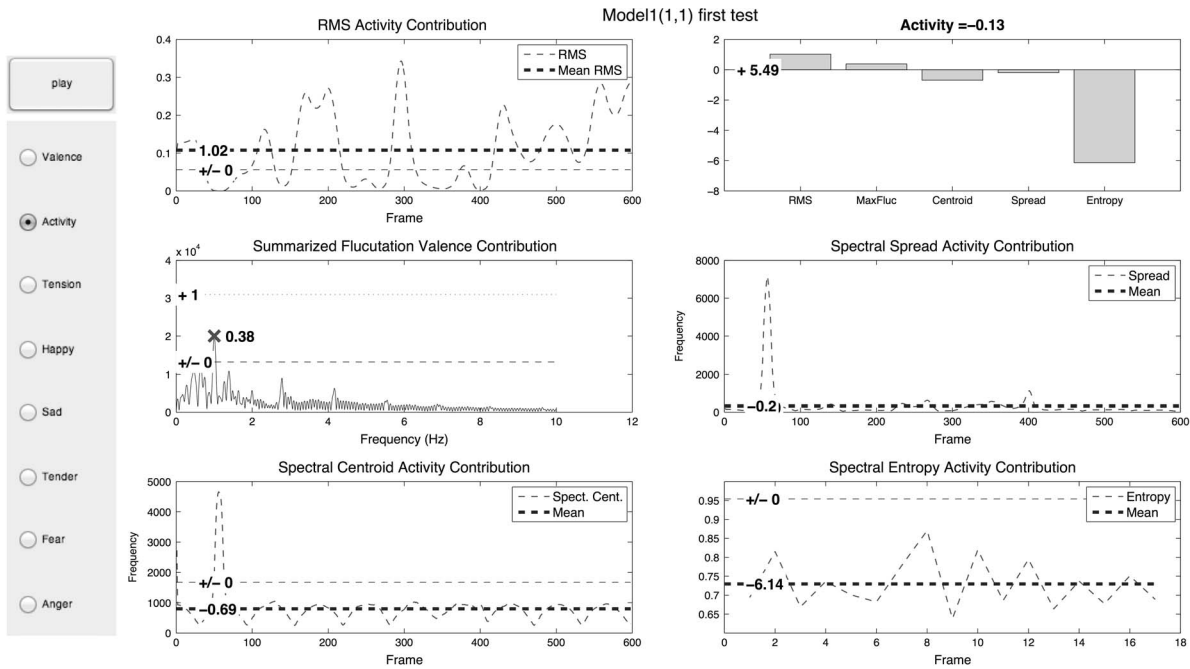 Model1(1,1) first test
play
Valence
Activity
Tension
Happy
Sad
Tender
Fear
Anger
RMS Activity Contribution
0.4
0.3
0.2
0.1
0
RMS
Mean RMS
1.02
+/– 0
0 100 200 300 400 500 600
Frame
Activity =–0.13
2
0
–2
–4
–6
–8
+ 5.49
RMS MaxFluc Centroid Spread Entropy
Summarized Flucutation Valence Contribution
x 10^4
4
3
2
1
0
+ 1
0.38
+/– 0
0 2 4 6 8 10 12
Frequency (Hz)
Spectral Spread Activity Contribution
8000
6000
4000
2000
0
Frequency
Spread
Mean
–0.2
0 100 200 300 400 500 600
Frame
Spectral Centroid Activity Contribution
5000
4000
3000
2000
1000
0
Frequency
Spect. Cent.
Mean
+/– 0
–0.69
0 100 200 300 400 500 600
Frame
Spectral Entropy Activity Contribution
0.95
0.9
0.85
0.8
0.75
0.7
0.65
Frequency
Entropy
Mean
+/– 0
–6.14
0 2 4 6 8 10 12 14 16 18
Frame